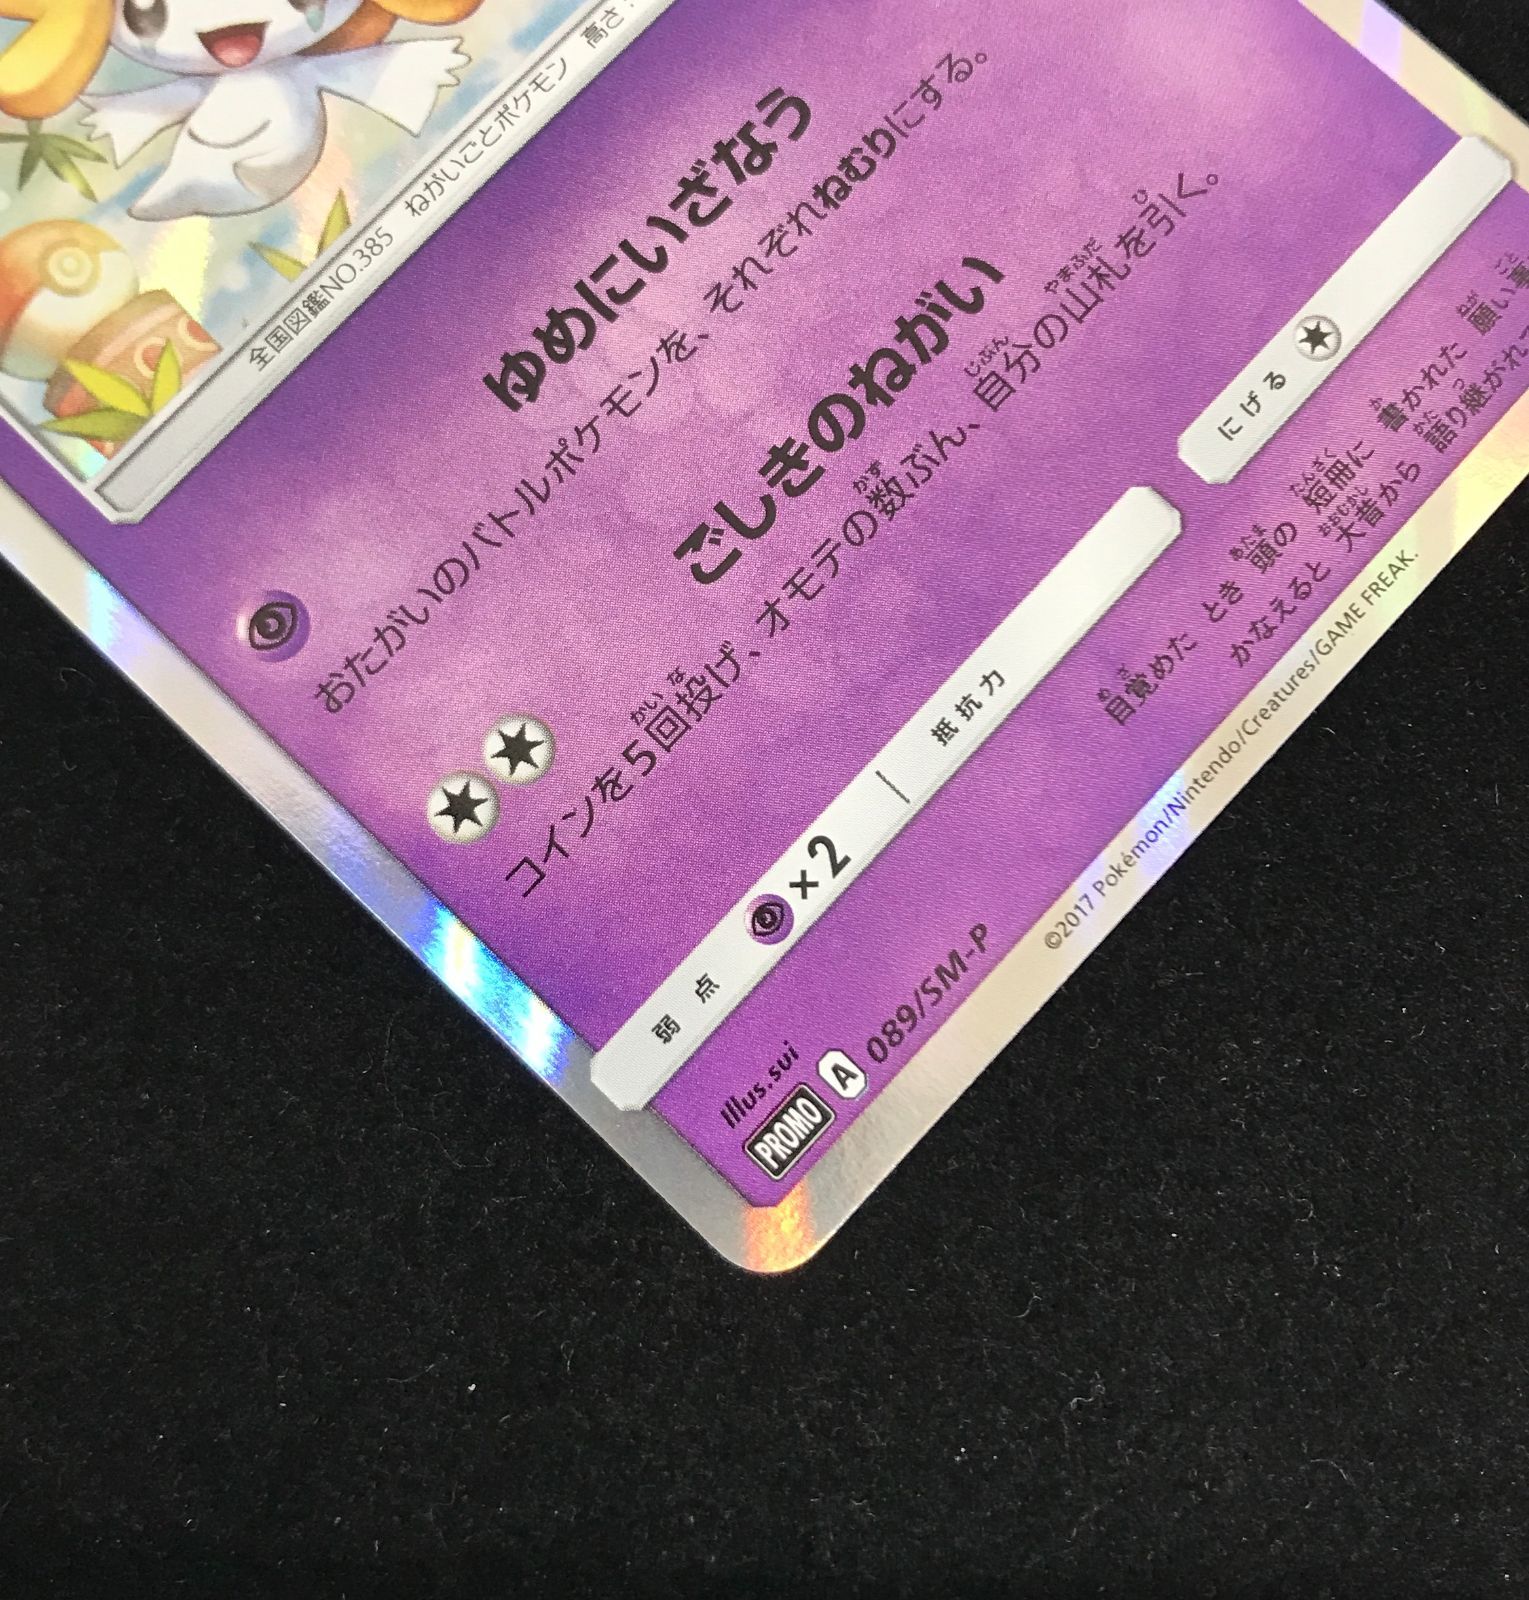 全国図鑑NO.385 ねがいごとポケモン 高さ:
ゆめにいざなう
おたがいのバトルポケモンを、それぞれねむりにする。
ごしきのねがい
コインを5回投げ、オモテの数ぶん、自分の山札を引く。
弱点 ×2 抵抗力
にげる
Illus.sui
目覚めた とき 頭の 短冊に 書かれた 願い事
かなえると 大昔から 語り継がれて
PROMO A 089/SM-P
©2017 Pokémon/Nintendo/Creatures/GAME FREAK.